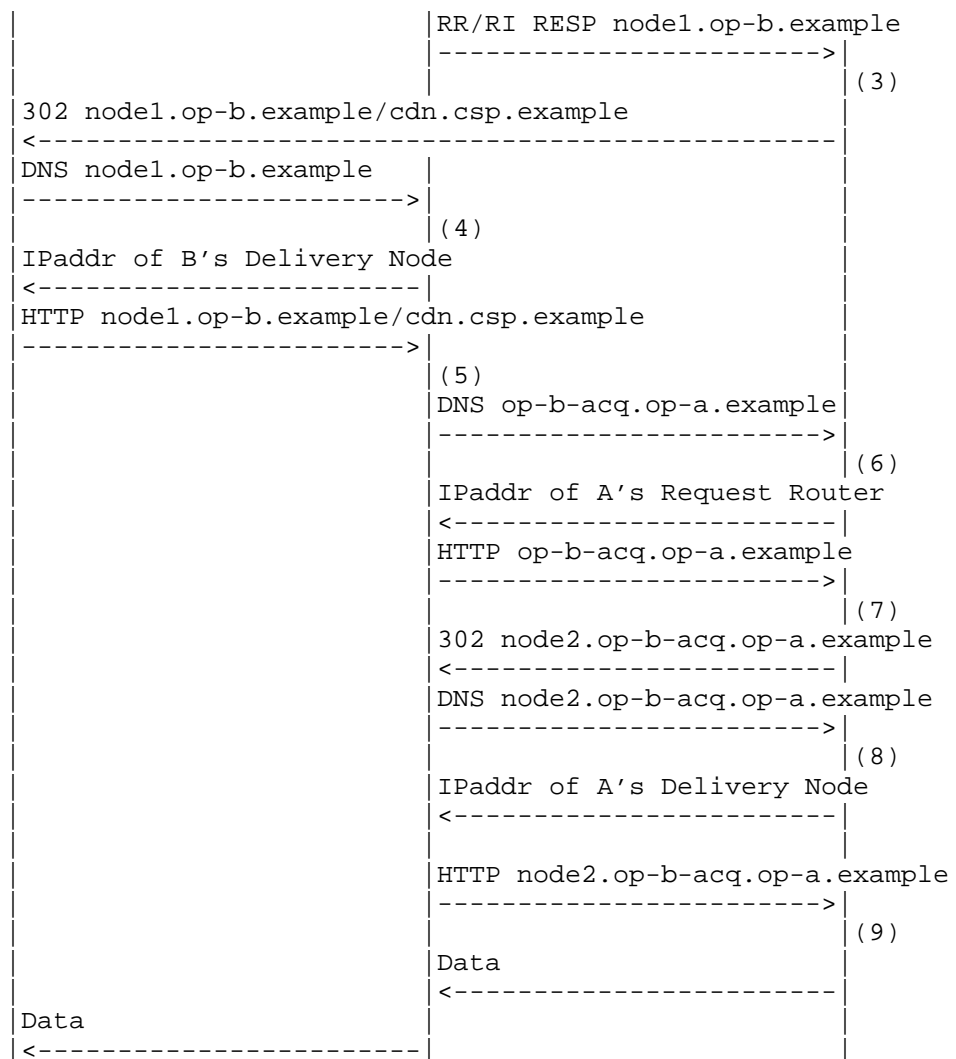 RR/RI RESP node1.op-b.example
(3)
302 node1.op-b.example/cdn.csp.example
DNS node1.op-b.example
(4)
IPaddr of B's Delivery Node
HTTP node1.op-b.example/cdn.csp.example
(5)
DNS op-b-acq.op-a.example
(6)
IPaddr of A's Request Router
HTTP op-b-acq.op-a.example
(7)
302 node2.op-b-acq.op-a.example
DNS node2.op-b-acq.op-a.example
(8)
IPaddr of A's Delivery Node
HTTP node2.op-b-acq.op-a.example
(9)
Data
Data